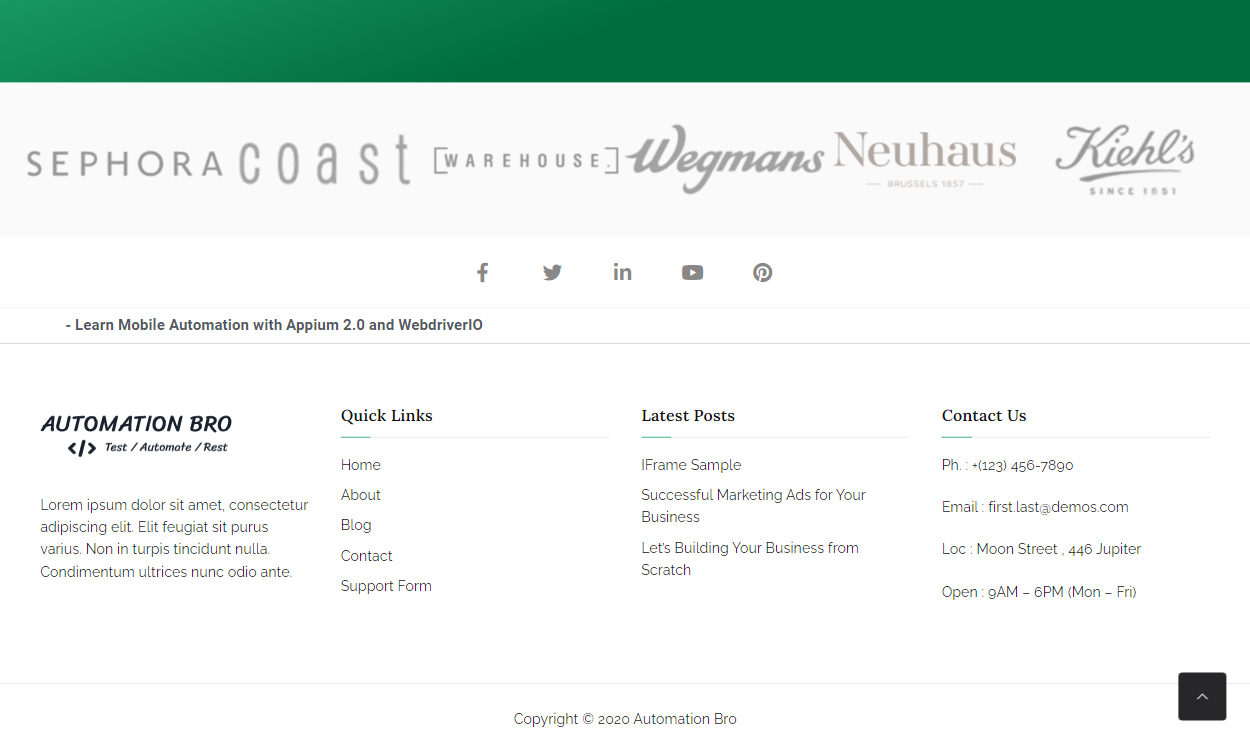 SEPHORA
coast
[WAREHOUSE.]
Wegmans
Neuhaus
BRUSSELS 1857
Kiehl's
SINCE 1851
- Learn Mobile Automation with Appium 2.0 and WebdriverIO
AUTOMATION BRO
</> Test / Automate / Rest
Lorem ipsum dolor sit amet, consectetur
adipiscing elit. Elit feugiat sit purus
varius. Non in turpis tincidunt nulla.
Condimentum ultrices nunc odio ante.
Quick Links
Home
About
Blog
Contact
Support Form
Latest Posts
IFrame Sample
Successful Marketing Ads for Your
Business
Let's Building Your Business from
Scratch
Contact Us
Ph. : +(123) 456-7890
Email : first.last@demos.com
Loc : Moon Street , 446 Jupiter
Open : 9AM – 6PM (Mon – Fri)
Copyright © 2020 Automation Bro